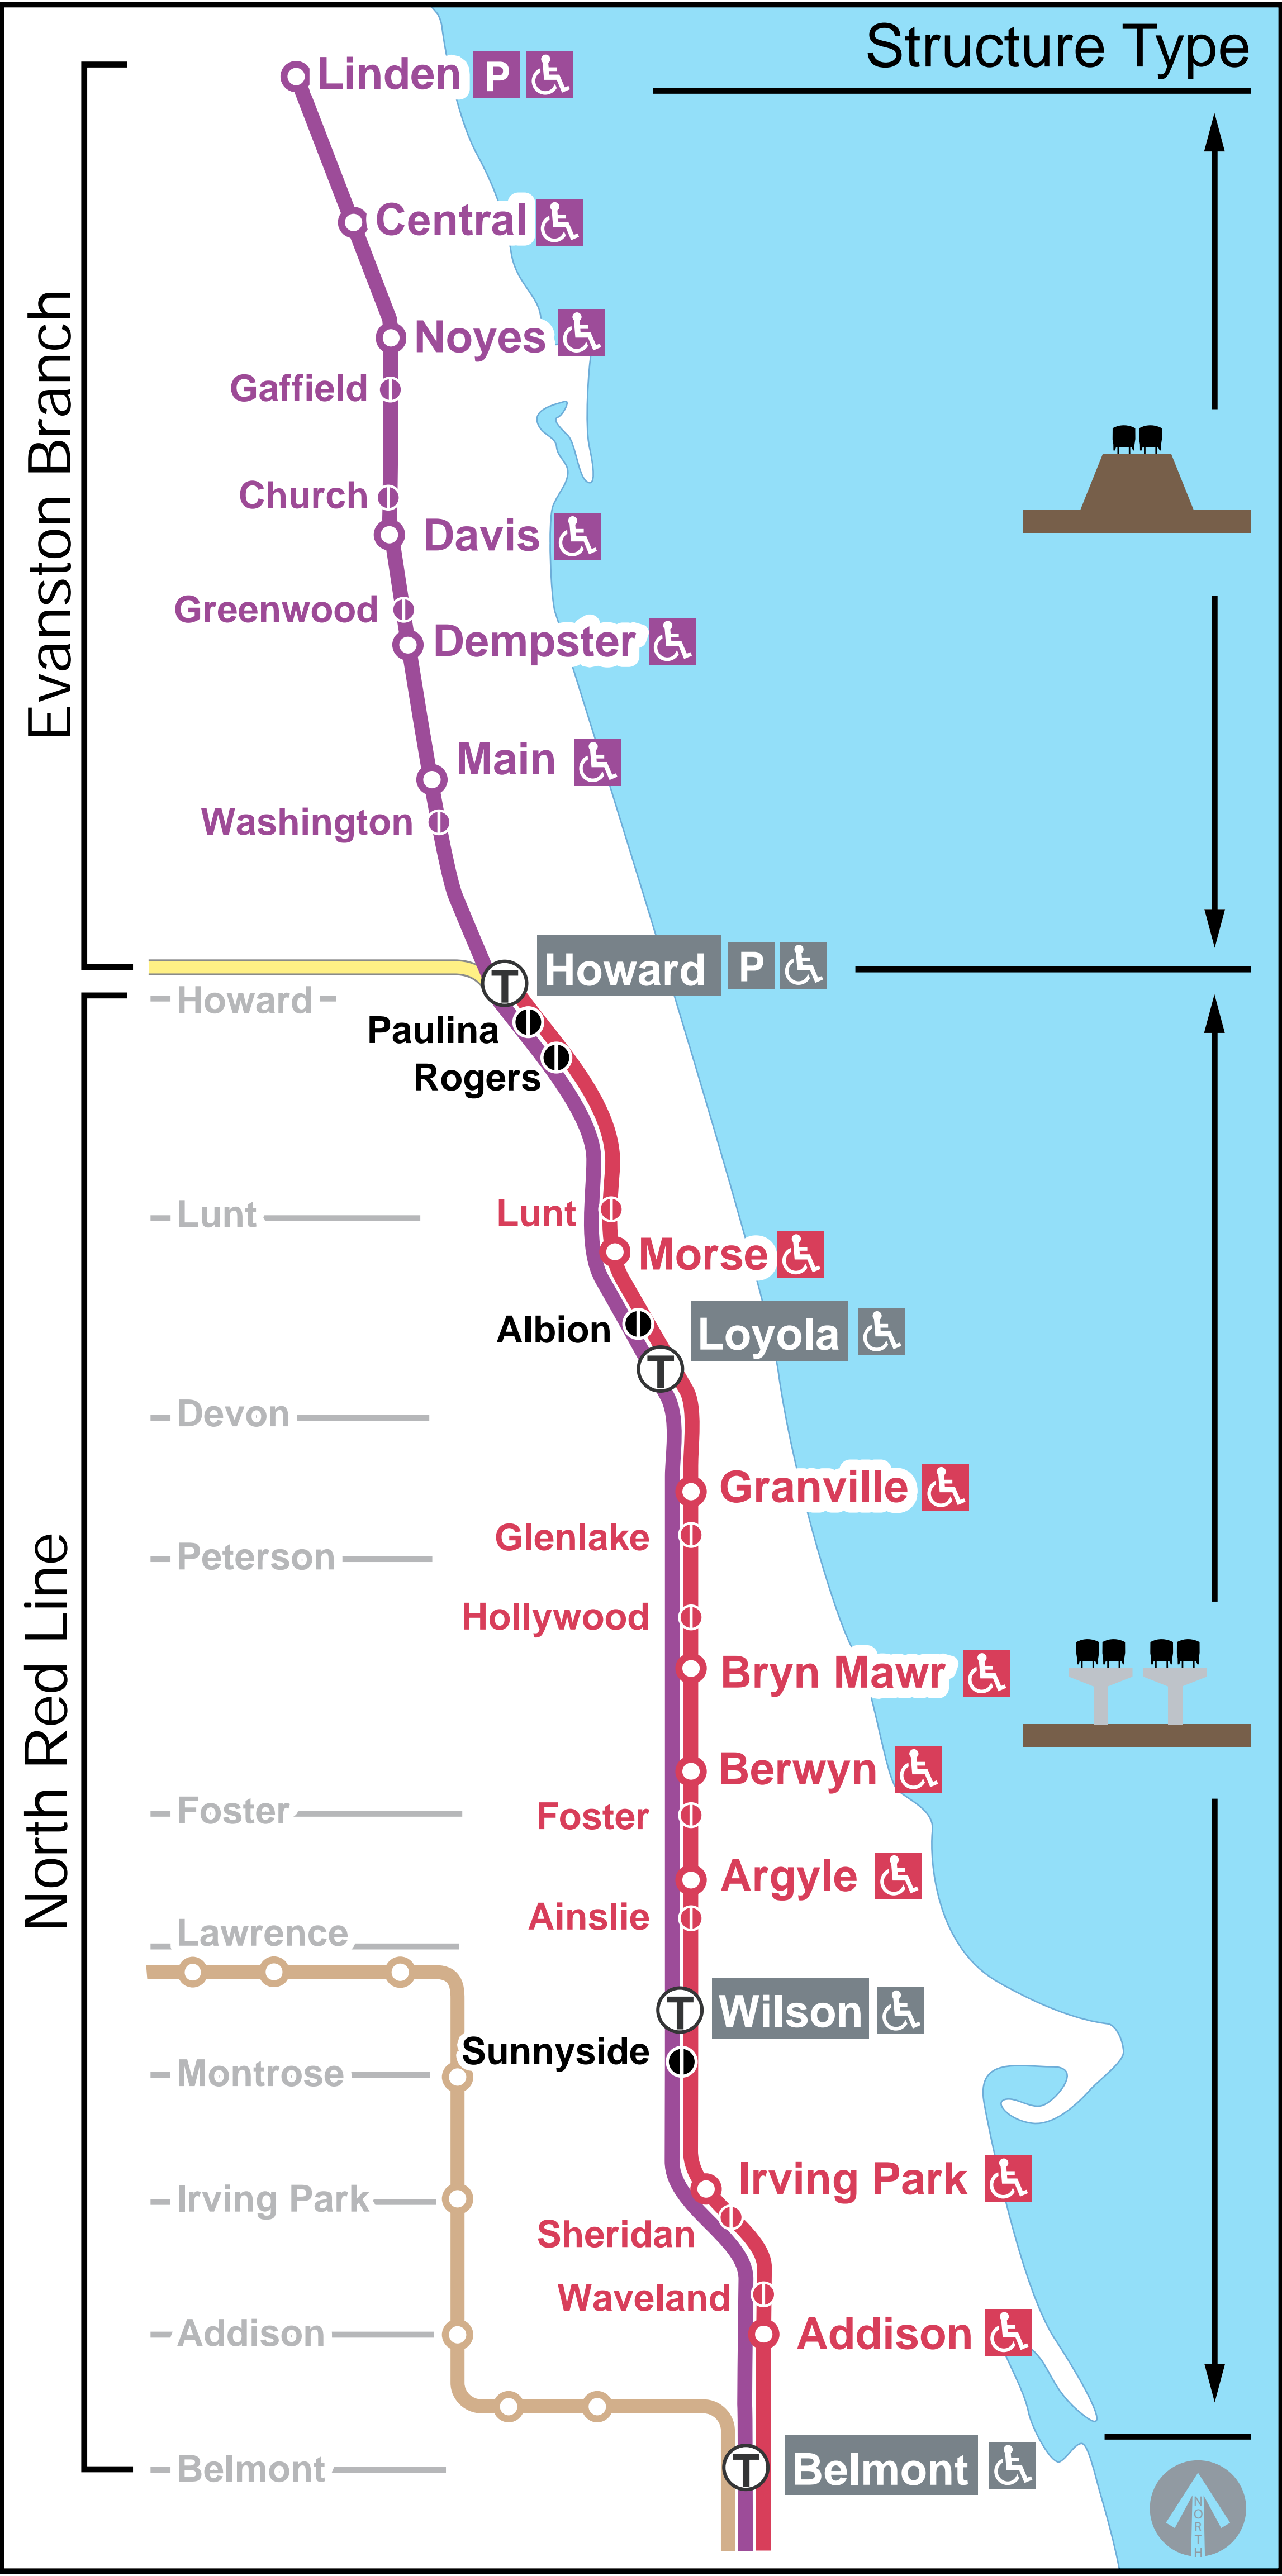 Structure Type
Linden P
Central
Noyes
Gaffield
Church
Davis
Greenwood
Dempster
Main
Washington
Evanston Branch
T Howard P
Howard
Paulina
Rogers
Lunt
Lunt
Morse
Albion
T Loyola
Devon
Granville
Glenlake
Peterson
Hollywood
Bryn Mawr
North Red Line
Berwyn
Foster
Foster
Argyle
Ainslie
Lawrence
T Wilson
Sunnyside
Montrose
Irving Park
Irving Park
Sheridan
Waveland
Addison
Addison
T Belmont
Belmont
NORTH